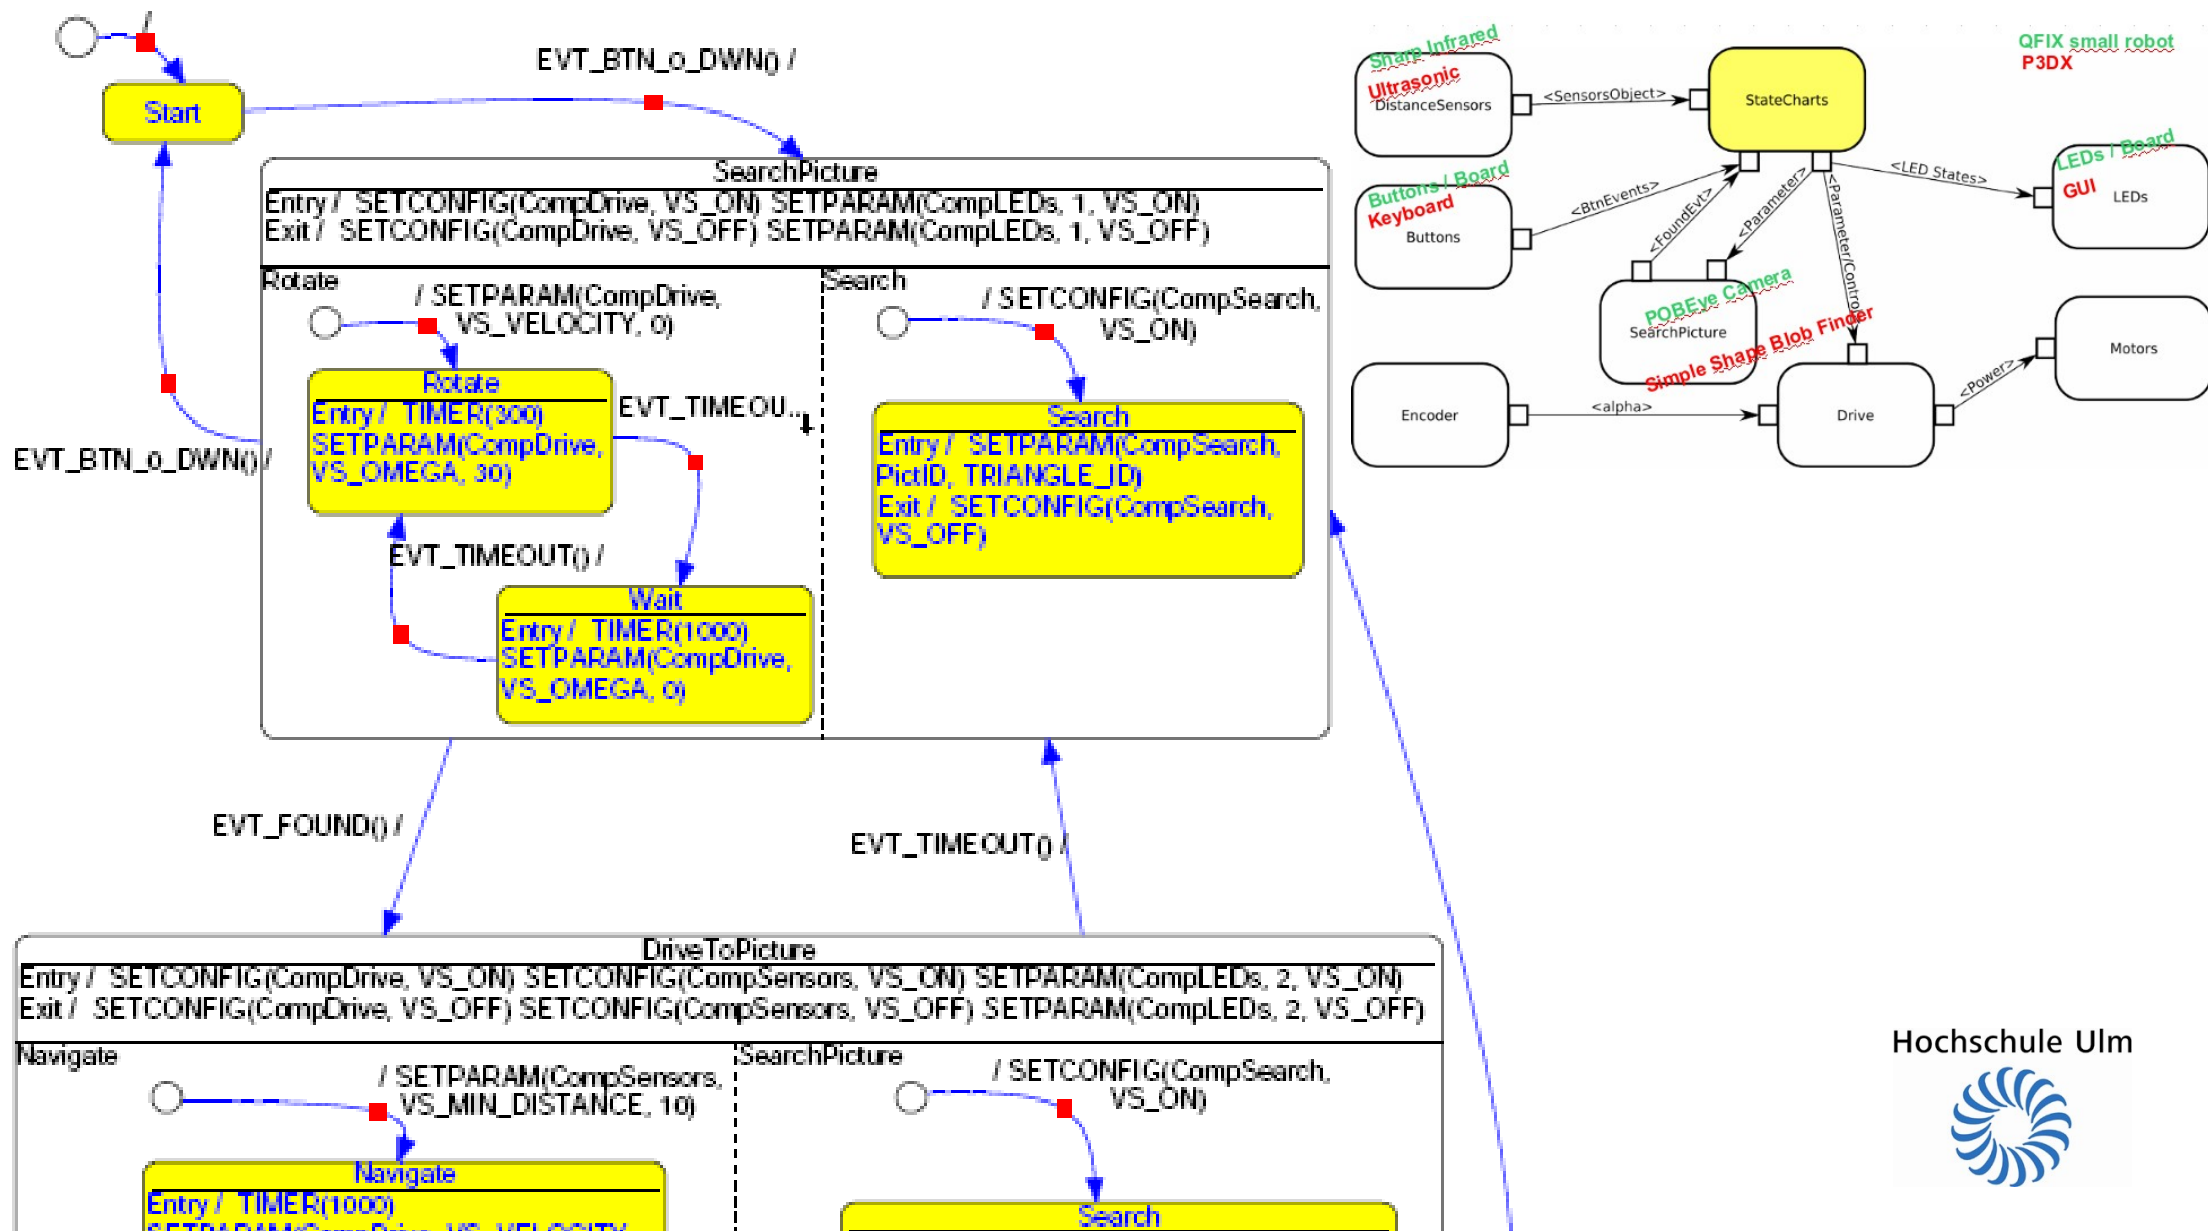 /
EVT_BTN_0_DWN() /
Start
SearchPicture
Entry / SETCONFIG(CompDrive, VS_ON) SETPARAM(CompLEDs, 1, VS_ON)
Exit / SETCONFIG(CompDrive, VS_OFF) SETPARAM(CompLEDs, 1, VS_OFF)
Rotate
/ SETPARAM(CompDrive,
VS_VELOCITY, 0)
Rotate
Entry / TIMER(300)
SETPARAM(CompDrive,
VS_OMEGA, 30)
EVT_TIMEOU...
EVT_TIMEOUT() /
Wait
Entry / TIMER(1000)
SETPARAM(CompDrive,
VS_OMEGA, 0)
Search
/ SETCONFIG(CompSearch,
VS_ON)
Search
Entry / SETPARAM(CompSearch,
PictID, TRIANGLE_ID)
Exit / SETCONFIG(CompSearch,
VS_OFF)
EVT_BTN_0_DWN() /
EVT_FOUND() /
EVT_TIMEOUT() /
DriveToPicture
Entry / SETCONFIG(CompDrive, VS_ON) SETCONFIG(CompSensors, VS_ON) SETPARAM(CompLEDs, 2, VS_ON)
Exit / SETCONFIG(CompDrive, VS_OFF) SETCONFIG(CompSensors, VS_OFF) SETPARAM(CompLEDs, 2, VS_OFF)
Navigate
/ SETPARAM(CompSensors,
VS_MIN_DISTANCE, 10)
Navigate
Entry / TIMER(1000)
SETPARAM(CompDrive, VS_VELOCITY,
SearchPicture
/ SETCONFIG(CompSearch,
VS_ON)
Search
Sharp Infrared
Ultrasonic
DistanceSensors
<SensorsObject>
StateCharts
QFIX small robot
P3DX
Buttons / Board
Keyboard
Buttons
<BtnEvents>
<FoundEvt>
<Parameter>
<Parameter/Control>
<LED States>
LEDs / Board
GUI
LEDs
POBEye Camera
SearchPicture
Simple Shape Blob Finder
Encoder
<alpha>
Drive
<Power>
Motors
Hochschule Ulm